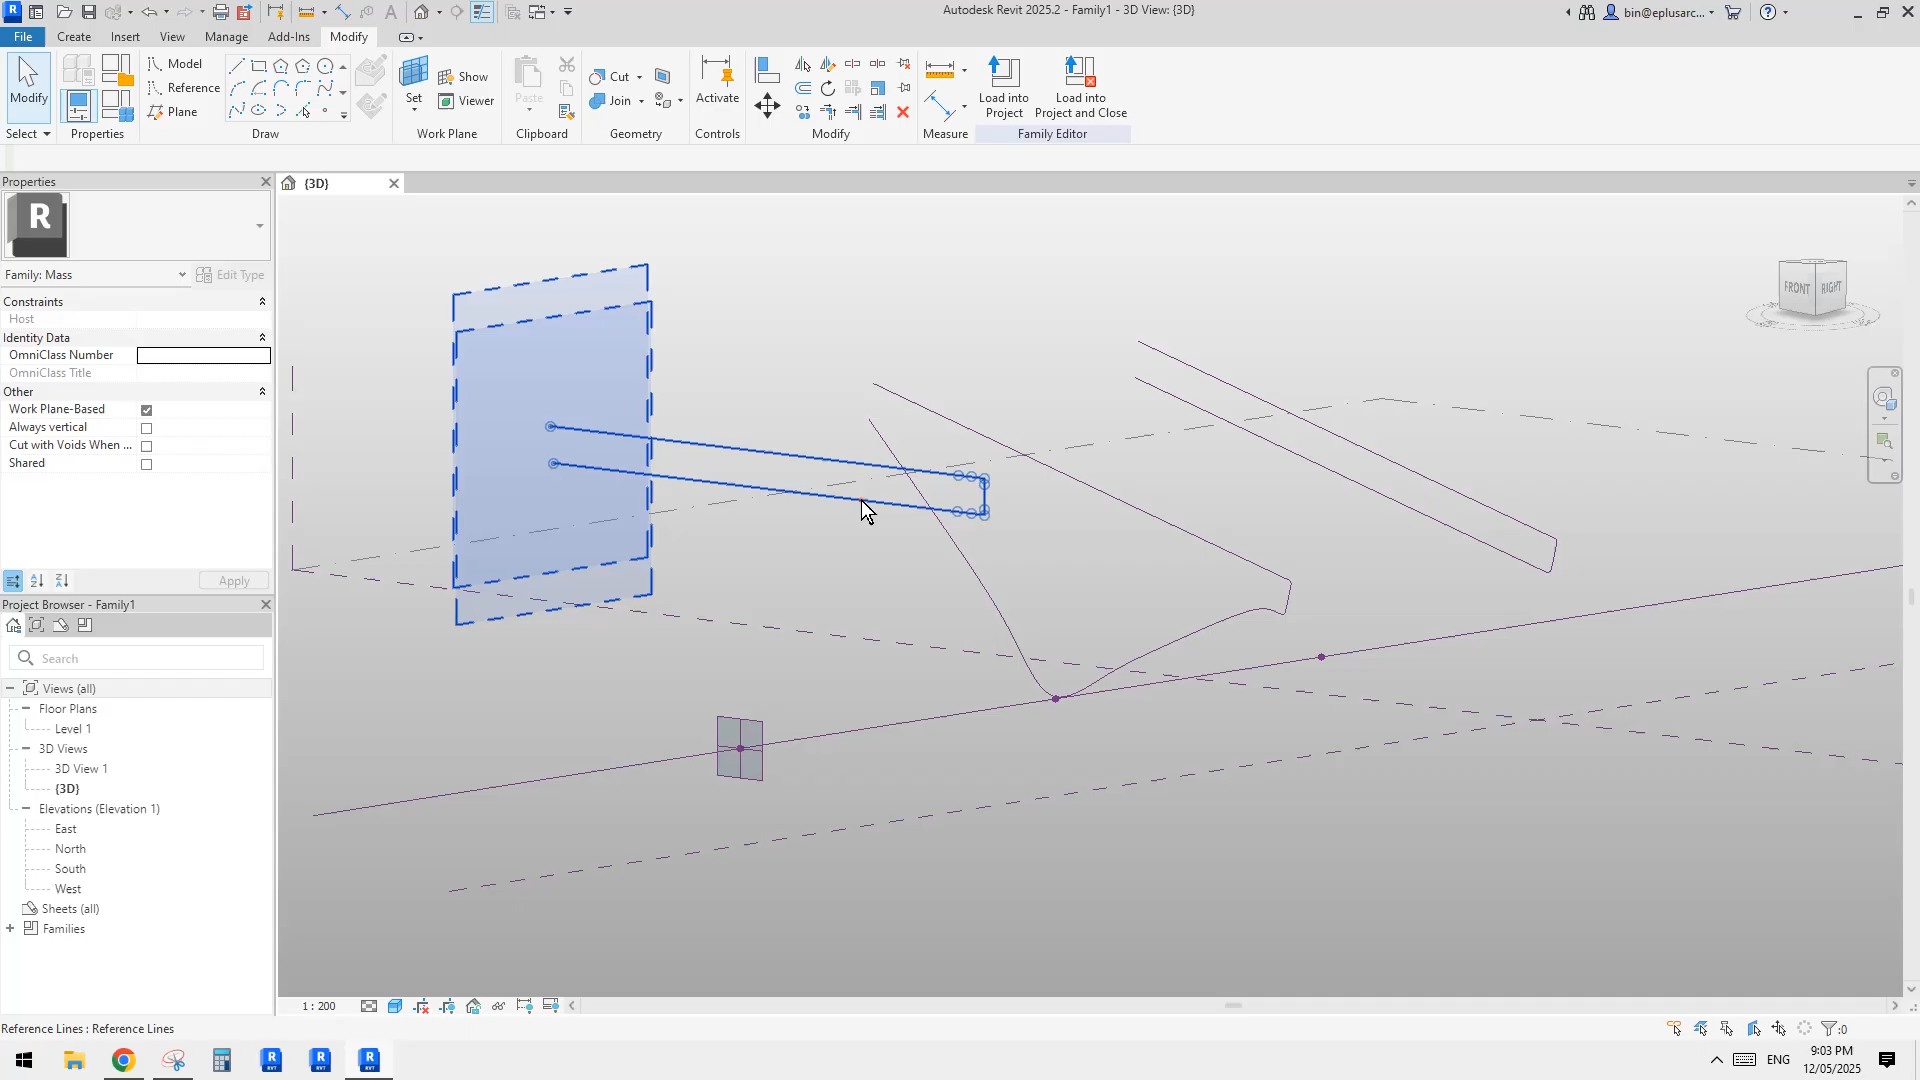 Autodesk Revit 2025.2 - Family1 - 3D View: {3D}
bin@eplusarc...
File
Create
Insert
View
Manage
Add-Ins
Massing & Site
Modify
Modify
Select
Properties
Model
Reference
Plane
Draw
Set
Show
Viewer
Work Plane
Paste
Clipboard
Cut
Join
Geometry
Activate
Controls
Modify
Measure
Load into
Project
Load into
Project and Close
Family Editor
Properties
R
Family: Mass
Edit Type
Constraints
Host
Identity Data
OmniClass Number
OmniClass Title
Other
Work Plane-Based
Always vertical
Cut with Voids When ...
Shared
Apply
Project Browser - Family1
Search
Views (all)
Floor Plans
Level 1
3D Views
3D View 1
{3D}
Elevations (Elevation 1)
East
North
South
West
Sheets (all)
Families
{3D}
FRONT
RIGHT
1 : 200
Reference Lines : Reference Lines
:0
ENG
9:03 PM
12/05/2025